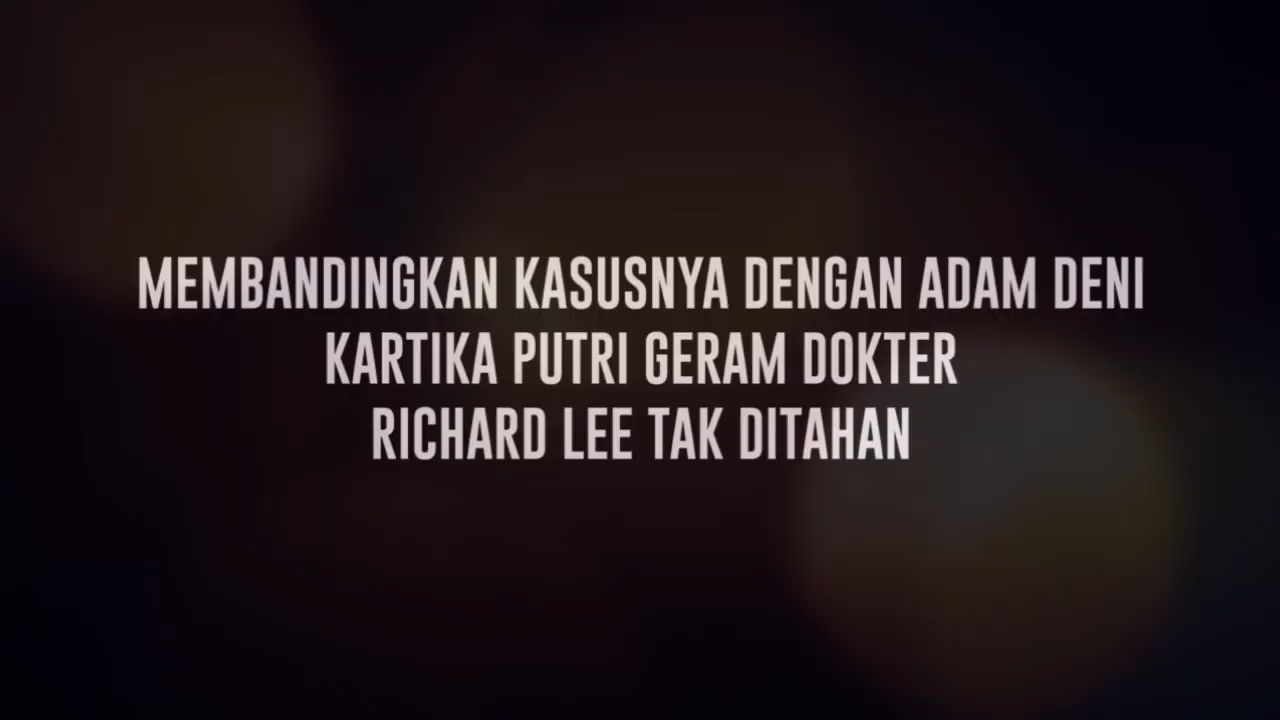 MEMBANDINGKAN KASUSNYA DENGAN ADAM DENI
KARTIKA PUTRI GERAM DOKTER
RICHARD LEE TAK DITAHAN